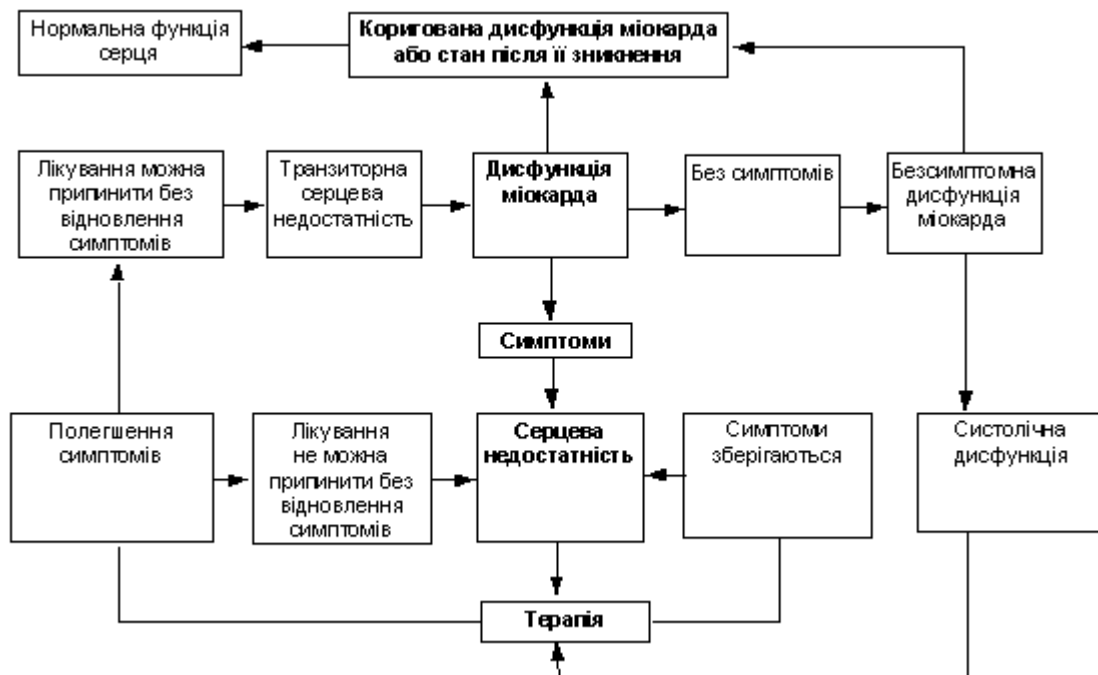 Нормальна функція
серця
Коригована дисфункція міокарда
або стан після її зникнення
Лікування можна
припинити без
відновлення
симптомів
Транзиторна
серцева
недостатність
Дисфункція
міокарда
Без симптомів
Безсимптомна
дисфункція
міокарда
Симптоми
Полегшення
симптомів
Лікування
не можна
припинити без
відновлення
симптомів
Серцева
недостатність
Симптоми
зберігаються
Систолічна
дисфункція
Терапія